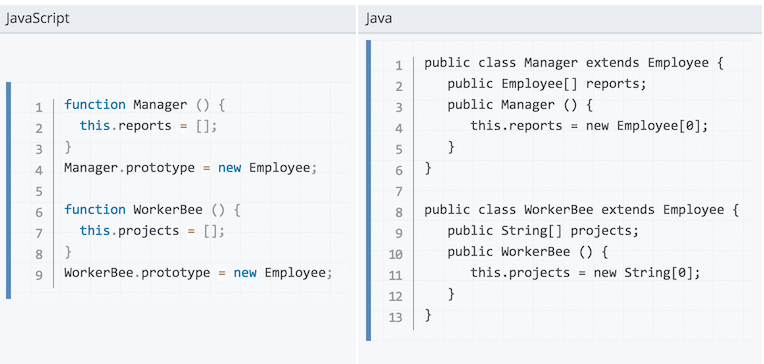 JavaScript
1 function Manager () {
2   this.reports = [];
3 }
4 Manager.prototype = new Employee;
5
6 function WorkerBee () {
7   this.projects = [];
8 }
9 WorkerBee.prototype = new Employee;
Java
1 public class Manager extends Employee {
2    public Employee[] reports;
3    public Manager () {
4       this.reports = new Employee[0];
5    }
6 }
7
8 public class WorkerBee extends Employee {
9    public String[] projects;
10    public WorkerBee () {
11       this.projects = new String[0];
12    }
13 }